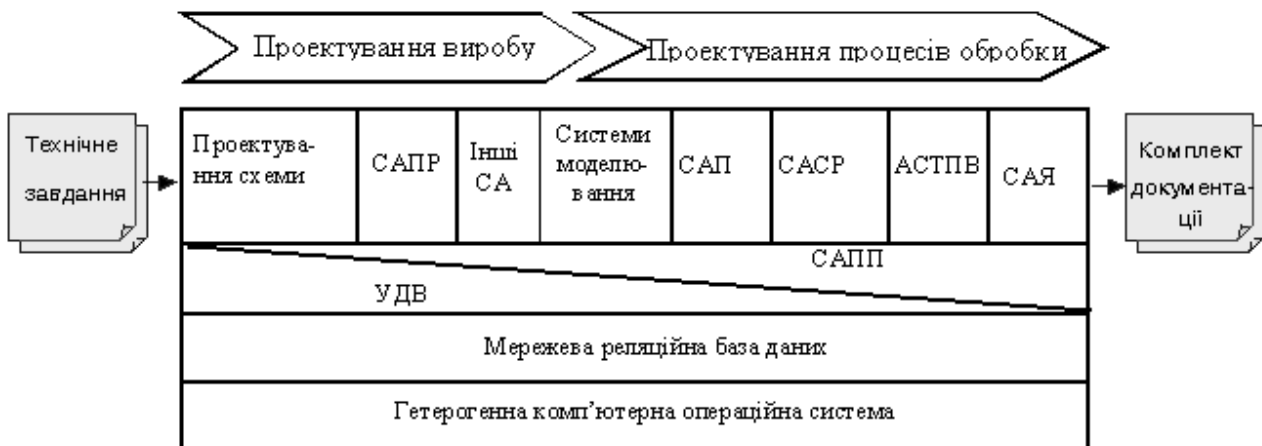 Проектування виробу
Проектування процесів обробки
Технічне
завдання
Проектува-
ння схеми
САПР
Інші
СА
Системи
моделю-
вання
САП
САСР
АСТПВ
САЯ
Комплект
документа-
ції
САПП
УДВ
Мережева реляційна база даних
Гетерогенна комп’ютерна операційна система